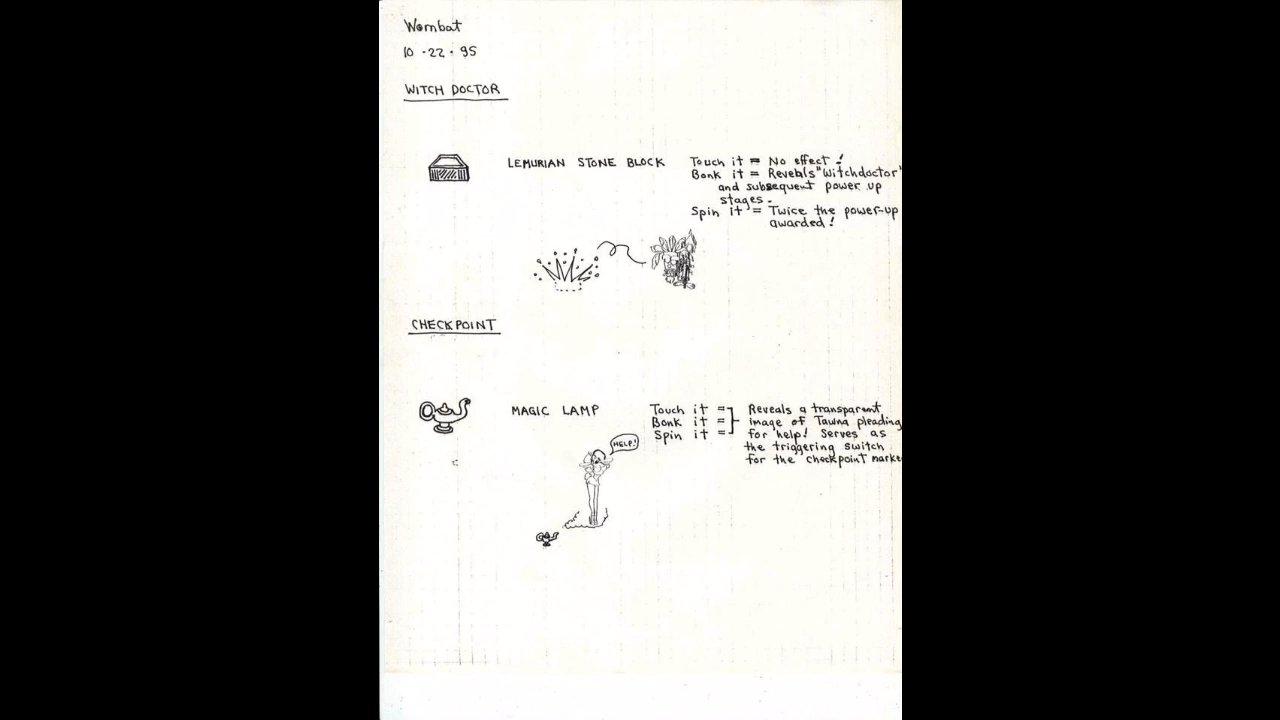 Wombat
10 · 22 · 95
WITCH DOCTOR
LEMURIAN STONE BLOCK
Touch it = No effect!
Bonk it = Reveals "Witchdoctor"
and subsequent power up
stages.
Spin it = Twice the power-up
awarded!
CHECKPOINT
MAGIC LAMP
Touch it =
Bonk it =
Spin it =
Reveals a transparent
image of Tawna pleading
for help! Serves as
the triggering switch
for the checkpoint marke
HELP!